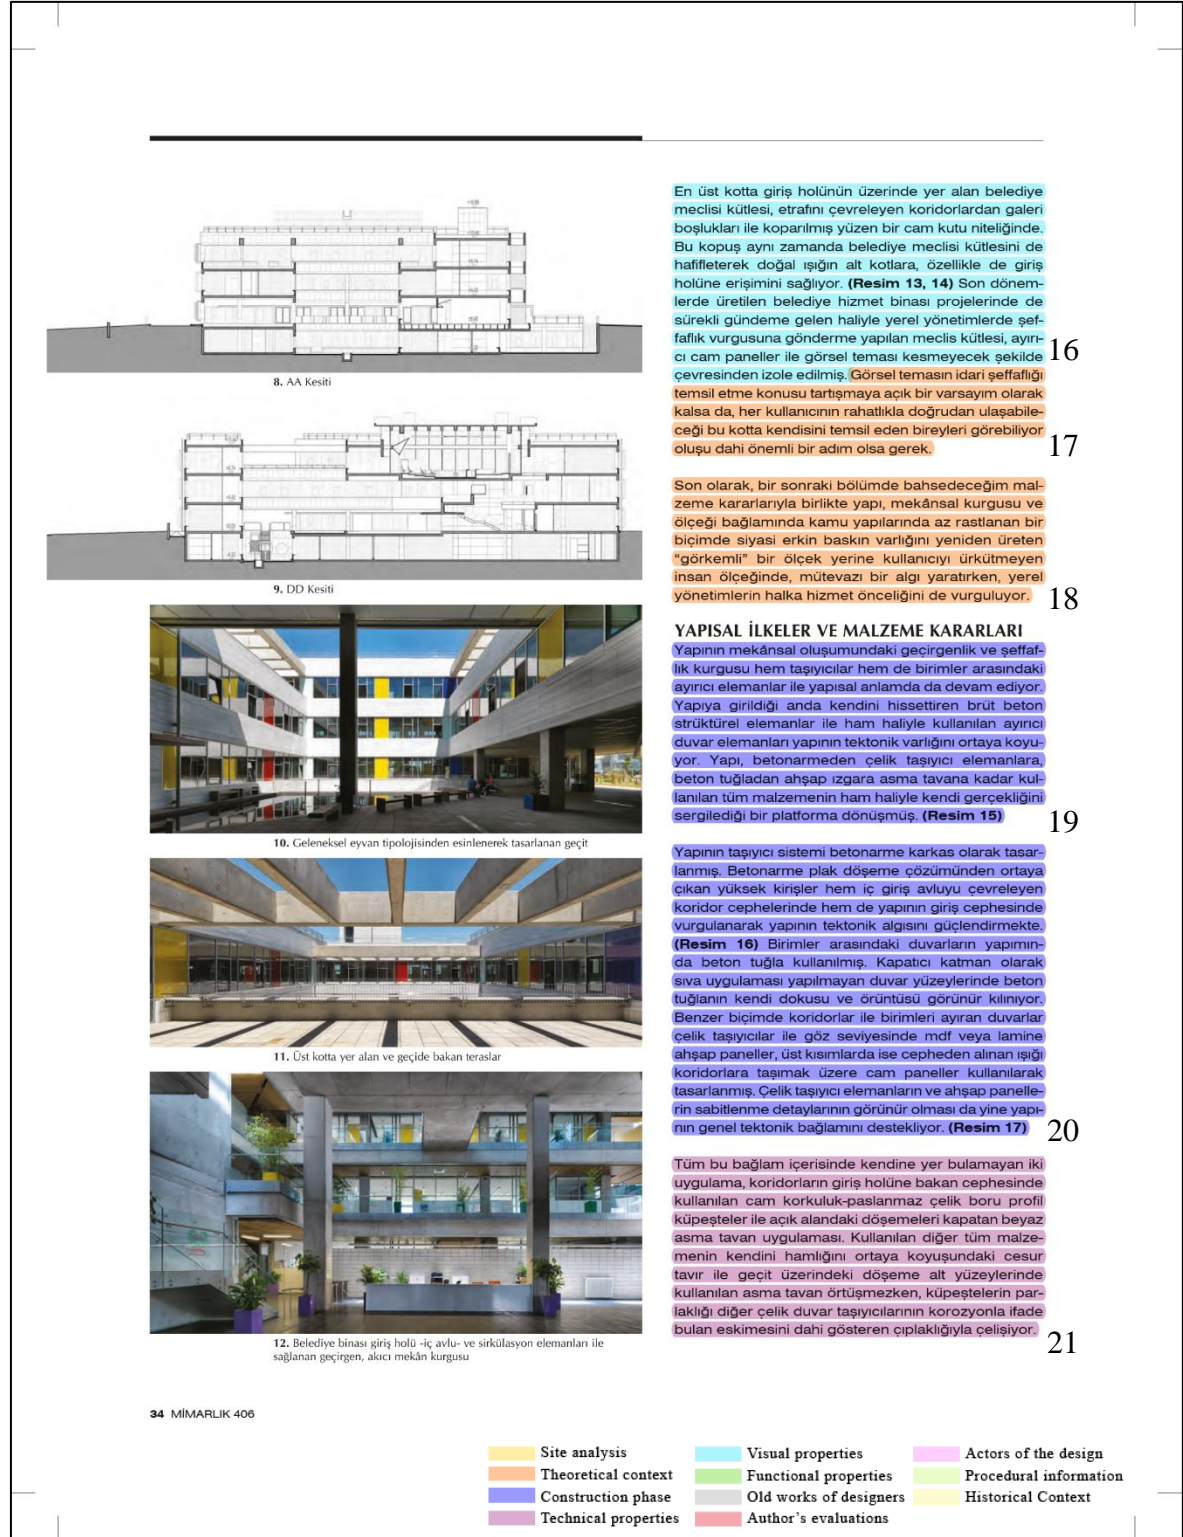 8. AA Kesiti
9. DD Kesiti
10. Geleneksel eyvan tipolojisinden esinlenerek tasarlanan geçit
11. Üst kotta yer alan ve geçide bakan teraslar
12. Belediye binası giriş holü -iç avlu- ve sirkülasyon elemanları ile
sağlanan geçirgen, akıcı mekân kurgusu
En üst kotta giriş holünün üzerinde yer alan belediye
meclisi kütlesi, etrafını çevreleyen koridorlardan galeri
boşlukları ile koparılmış yüzen bir cam kutu niteliğinde.
Bu kopuş aynı zamanda belediye meclisi kütlesini de
hafifleterek doğal ışığın alt kotlara, özellikle de giriş
holüne erişimini sağlıyor. (Resim 13, 14) Son dönem-
lerde üretilen belediye hizmet binası projelerinde de
sürekli gündeme gelen haliyle yerel yönetimlerde şef-
faflık vurgusuna gönderme yapılan meclis kütlesi, ayırı-
cı cam paneller ile görsel teması kesmeyecek şekilde
çevresinden izole edilmiş. Görsel temasın idari şeffaflığı
16
temsil etme konusu tartışmaya açık bir varsayım olarak
kalsa da, her kullanıcının rahatlıkla doğrudan ulaşabile-
ceği bu kotta kendisini temsil eden bireyleri görebiliyor
oluşu dahi önemli bir adım olsa gerek.
17
Son olarak, bir sonraki bölümde bahsedeceğim mal-
zeme kararlarıyla birlikte yapı, mekânsal kurgusu ve
ölçeği bağlamında kamu yapılarında az rastlanan bir
biçimde siyasi erkin baskın varlığını yeniden üreten
“görkemli” bir ölçek yerine kullanıcıyı ürkütmeyen
insan ölçeğinde, mütevazı bir algı yaratırken, yerel
yönetimlerin halka hizmet önceliğini de vurguluyor.
18
YAPISAL İLKELER VE MALZEME KARARLARI
Yapının mekânsal oluşumundaki geçirgenlik ve şeffaf-
lık kurgusu hem taşıyıcılar hem de birimler arasındaki
ayırıcı elemanlar ile yapısal anlamda da devam ediyor.
Yapıya girildiği anda kendini hissettiren brüt beton
strüktürel elemanlar ile ham haliyle kullanılan ayırıcı
duvar elemanları yapının tektonik varlığını ortaya koyu-
yor. Yapı, betonarmeden çelik taşıyıcı elemanlara,
beton tuğladan ahşap ızgara asma tavana kadar kul-
lanılan tüm malzemenin ham haliyle kendi gerçekliğini
sergilediği bir platforma dönüşmüş. (Resim 15)
19
Yapının taşıyıcı sistemi betonarme karkas olarak tasar-
lanmış. Betonarme plak döşeme çözümünden ortaya
çıkan yüksek kirişler hem iç giriş avluyu çevreleyen
koridor cephelerinde hem de yapının giriş cephesinde
vurgulanarak yapının tektonik algısını güçlendirmekte.
(Resim 16) Birimler arasındaki duvarların yapımın-
da beton tuğla kullanılmış. Kapatıcı katman olarak
sıva uygulaması yapılmayan duvar yüzeylerinde beton
tuğlanın kendi dokusu ve örüntüsü görünür kılınıyor.
Benzer biçimde koridorlar ile birimleri ayıran duvarlar
çelik taşıyıcılar ile göz seviyesinde mdf veya lamine
ahşap paneller, üst kısımlarda ise cepheden alınan ışığı
koridorlara taşımak üzere cam paneller kullanılarak
tasarlanmış. Çelik taşıyıcı elemanların ve ahşap panelle-
rin sabitlenme detaylarının görünür olması da yine yapı-
nın genel tektonik bağlamını destekliyor. (Resim 17)
20
Tüm bu bağlam içerisinde kendine yer bulamayan iki
uygulama, koridorların giriş holüne bakan cephesinde
kullanılan cam korkuluk-paslanmaz çelik boru profil
küpeşteler ile açık alandaki döşemeleri kapatan beyaz
asma tavan uygulaması. Kullanılan diğer tüm malze-
menin kendini hamlığını ortaya koyuşundaki cesur
tavır ile geçit üzerindeki döşeme alt yüzeylerinde
kullanılan asma tavan örtüşmezken, küpeştelerin par-
laklığı diğer çelik duvar taşıyıcılarının korozyonla ifade
bulan eskimesini dahi gösteren çıplaklığıyla çelişiyor.
21
34 MİMARLIK 406
Site analysis
Theoretical context
Construction phase
Technical properties
Visual properties
Functional properties
Old works of designers
Author's evaluations
Actors of the design
Procedural information
Historical Context